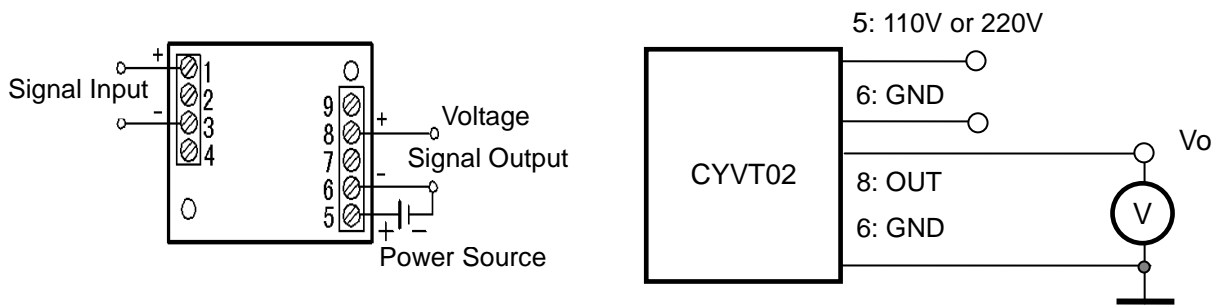 Signal Input
+
-
1
2
3
4
9
8
7
6
5
+
-
Voltage
Signal Output
+ −
Power Source
CYVT02
5: 110V or 220V
6: GND
8: OUT
6: GND
Vo
V